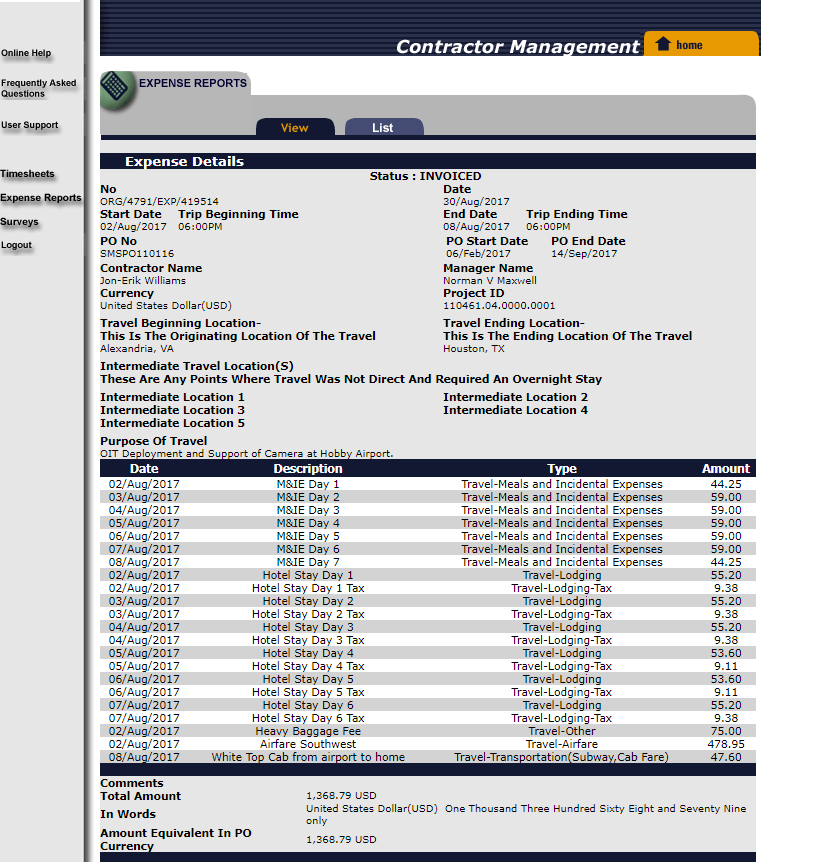 Contractor Management
home
Online Help
Frequently Asked
Questions
User Support
Timesheets
Expense Reports
Surveys
Logout
EXPENSE REPORTS
View List
Expense Details
Status : INVOICED
No Date
ORG/4791/EXP/419514 30/Aug/2017
Start Date Trip Beginning Time End Date Trip Ending Time
02/Aug/2017 06:00PM 08/Aug/2017 06:00PM
PO No PO Start Date PO End Date
SMSPO110116 06/Feb/2017 14/Sep/2017
Contractor Name Manager Name
Jon-Erik Williams Norman V Maxwell
Currency Project ID
United States Dollar(USD) 110461.04.0000.0001
Travel Beginning Location- Travel Ending Location-
This Is The Originating Location Of The Travel This Is The Ending Location Of The Travel
Alexandria, VA Houston, TX
Intermediate Travel Location(S)
These Are Any Points Where Travel Was Not Direct And Required An Overnight Stay
Intermediate Location 1 Intermediate Location 2
Intermediate Location 3 Intermediate Location 4
Intermediate Location 5
Purpose Of Travel
OIT Deployment and Support of Camera at Hobby Airport.
Date Description Type Amount
02/Aug/2017 M&IE Day 1 Travel-Meals and Incidental Expenses 44.25
03/Aug/2017 M&IE Day 2 Travel-Meals and Incidental Expenses 59.00
04/Aug/2017 M&IE Day 3 Travel-Meals and Incidental Expenses 59.00
05/Aug/2017 M&IE Day 4 Travel-Meals and Incidental Expenses 59.00
06/Aug/2017 M&IE Day 5 Travel-Meals and Incidental Expenses 59.00
07/Aug/2017 M&IE Day 6 Travel-Meals and Incidental Expenses 59.00
08/Aug/2017 M&IE Day 7 Travel-Meals and Incidental Expenses 44.25
02/Aug/2017 Hotel Stay Day 1 Travel-Lodging 55.20
02/Aug/2017 Hotel Stay Day 1 Tax Travel-Lodging-Tax 9.38
03/Aug/2017 Hotel Stay Day 2 Travel-Lodging 55.20
03/Aug/2017 Hotel Stay Day 2 Tax Travel-Lodging-Tax 9.38
04/Aug/2017 Hotel Stay Day 3 Travel-Lodging 55.20
04/Aug/2017 Hotel Stay Day 3 Tax Travel-Lodging-Tax 9.38
05/Aug/2017 Hotel Stay Day 4 Travel-Lodging 53.60
05/Aug/2017 Hotel Stay Day 4 Tax Travel-Lodging-Tax 9.11
06/Aug/2017 Hotel Stay Day 5 Travel-Lodging 53.60
06/Aug/2017 Hotel Stay Day 5 Tax Travel-Lodging-Tax 9.11
07/Aug/2017 Hotel Stay Day 6 Travel-Lodging 55.20
07/Aug/2017 Hotel Stay Day 6 Tax Travel-Lodging-Tax 9.38
02/Aug/2017 Heavy Baggage Fee Travel-Other 75.00
02/Aug/2017 Airfare Southwest Travel-Airfare 478.95
08/Aug/2017 White Top Cab from airport to home Travel-Transportation(Subway,Cab Fare) 47.60
Comments
Total Amount 1,368.79 USD
In Words United States Dollar(USD) One Thousand Three Hundred Sixty Eight and Seventy Nine
only
Amount Equivalent In PO
Currency 1,368.79 USD